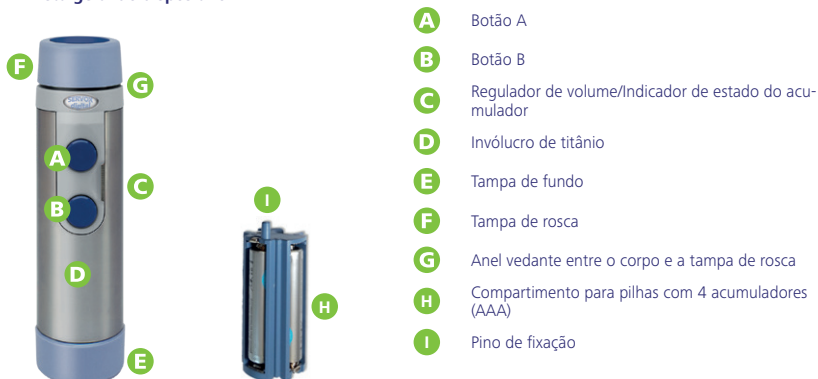 F
G
A
C
B
D
E
I
H
A Botão A
B Botão B
C Regulador de volume/Indicador de estado do acu-
mulador
D Invólucro de titânio
E Tampa de fundo
F Tampa de rosca
G Anel vedante entre o corpo e a tampa de rosca
H Compartimento para pilhas com 4 acumuladores
(AAA)
I Pino de fixação